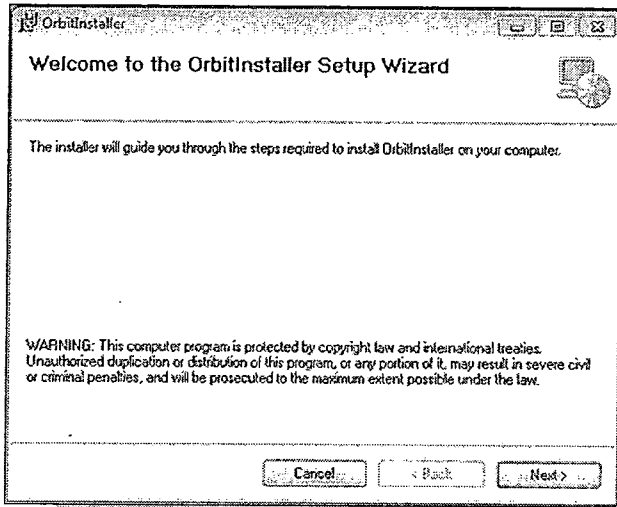 OrbitInstaller
Welcome to the OrbitInstaller Setup Wizard
The installer will guide you through the steps required to install OrbitInstaller on your computer.
WARNING: This computer program is protected by copyright law and international treaties.
Unauthorized duplication or distribution of this program, or any portion of it, may result in severe civil
or criminal penalties, and will be prosecuted to the maximum extent possible under the law.
Cancel
< Back
Next >